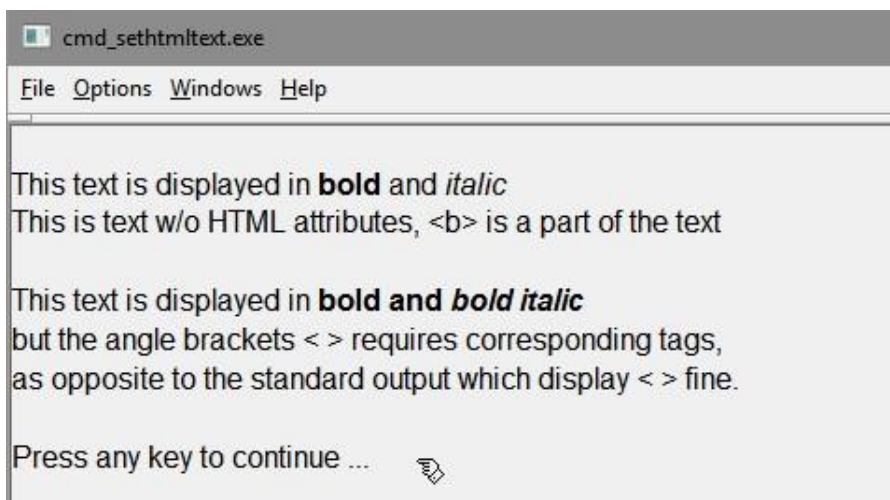 cmd_sethtmltext.exe
File Options Windows Help
This text is displayed in bold and italic
This is text w/o HTML attributes, <b> is a part of the text
This text is displayed in bold and bold italic
but the angle brackets < > requires corresponding tags,
as opposite to the standard output which display < > fine.
Press any key to continue ...